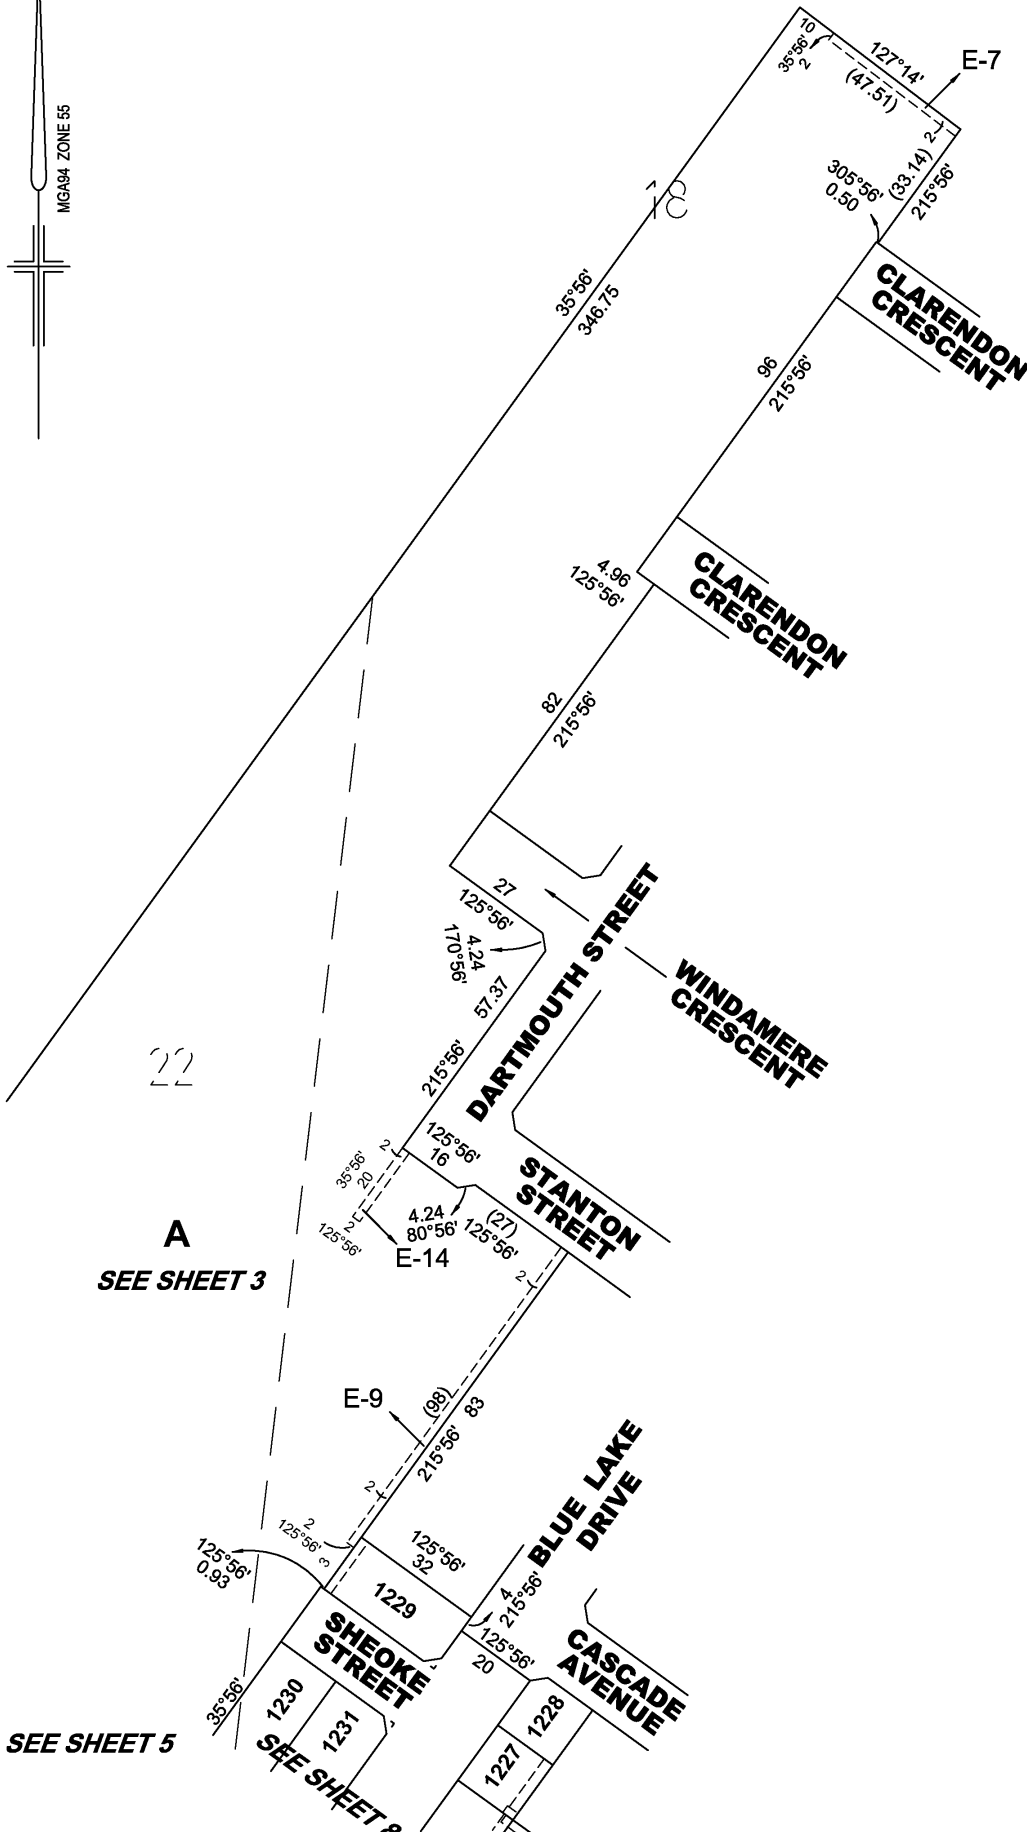 MGA94 ZONE 55
10
127°14'
E-7
35°56'
2
(47.51)
2
305°56'
0.50
(33.14)
215°56'
18
CLARENDON
CRESCENT
35°56'
346.75
96
215°56'
4.96
125°56'
CLARENDON
CRESCENT
82
215°56'
27
125°56'
4.24
170°56'
57.37
215°56'
DARTMOUTH STREET
WINDAMERE
CRESCENT
22
2
125°56'
16
35°56'
20
2
125°56'
4.24
80°56'
E-14
(27)
125°56'
STANTON
STREET
A
SEE SHEET 3
2
E-9
(98)
83
215°56'
2
2
125°56'
3
125°56'
0.93
125°56'
32
1229
4
215°56'
BLUE LAKE
DRIVE
SHEOKE
STREET
125°56'
20
CASCADE
AVENUE
35°56'
1230
1231
1228
1227
SEE SHEET 5
SEE SHEET 8